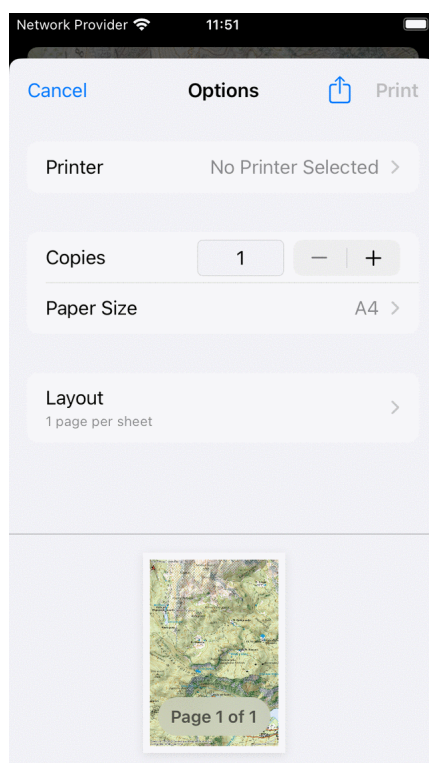 Network Provider 11:51
Cancel Options Print
Printer No Printer Selected
Copies 1 − +
Paper Size A4
Layout
1 page per sheet
Page 1 of 1